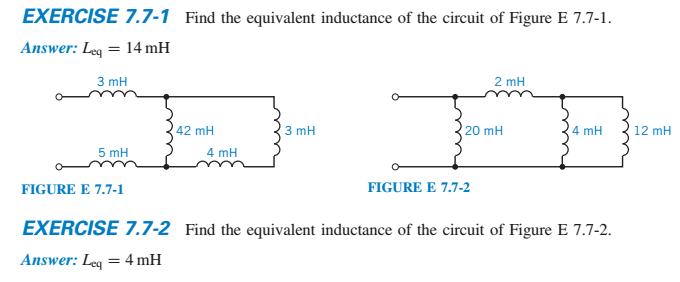 EXERCISE 7.7-1 Find the equivalent inductance of the circuit of Figure E 7.7-1.
Answer: Leq = 14 mH
3 mH
42 mH
3 mH
5 mH
4 mH
FIGURE E 7.7-1
2 mH
20 mH
4 mH
12 mH
FIGURE E 7.7-2
EXERCISE 7.7-2 Find the equivalent inductance of the circuit of Figure E 7.7-2.
Answer: Leq = 4 mH